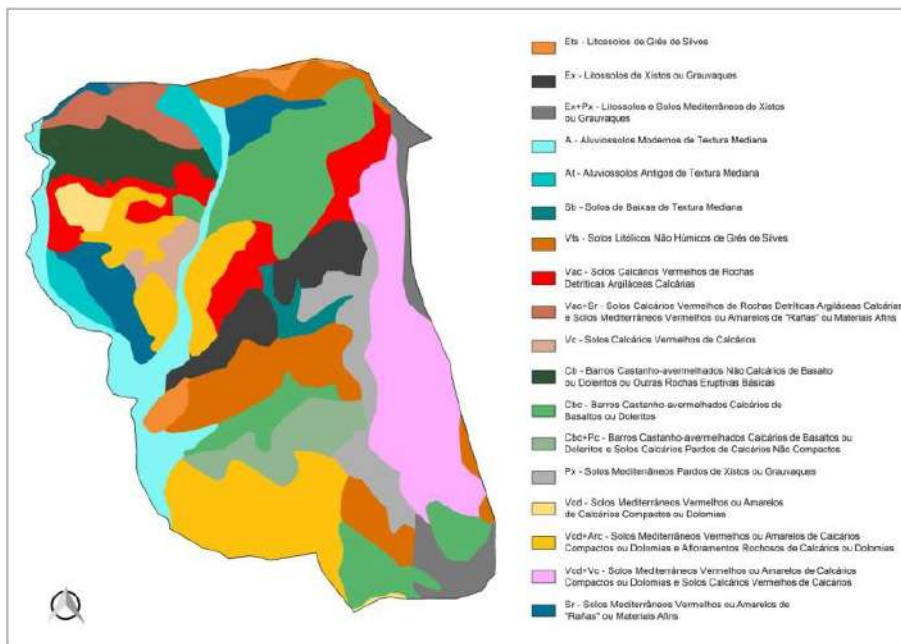 Ets - Litossolos de Grés de Silves
Ex - Litossolos de Xistos ou Grauvaques
Ex+Px - Litossolos e Solos Mediterrâneos de Xistos
ou Grauvaques
A - Aluviossolos Modernos de Textura Mediana
At - Aluviossolos Antigos de Textura Mediana
Sb - Solos de Baixas de Textura Mediana
Vts - Solos Litólicos Não Húmicos de Grés de Silves
Vac - Solos Calcários Vermelhos de Rochas
Detríticas Argiláceas Calcárias
Vac+Sr - Solos Calcários Vermelhos de Rochas Detríticas Argiláceas Calcárias
e Solos Mediterrâneos Vermelhos ou Amarelos de "Rañas" ou Materiais Afins
Vc - Solos Calcários Vermelhos de Calcários
Cb - Barros Castanho-avermelhados Não Calcários de Basalto
ou Doleritos ou Outras Rochas Eruptivas Básicas
Cbc - Barros Castanho-avermelhados Calcários de
Basaltos ou Doleritos
Cbc+Pc - Barros Castanho-avermelhados Calcários de Basaltos ou
Doleritos e Solos Calcários Pardos de Calcários Não Compactos
Px - Solos Mediterrâneos Pardos de Xistos ou Grauvaques
Vcd - Solos Mediterrâneos Vermelhos ou Amarelos
de Calcários Compactos ou Dolomias
Vcd+Arc - Solos Mediterrâneos Vermelhos ou Amarelos de Calcários
Compactos ou Dolomias e Afloramentos Rochosos de Calcários ou Dolomias
Vcd+Vc - Solos Mediterrâneos Vermelhos ou Amarelos de Calcários
Compactos ou Dolomias e Solos Calcários Vermelhos de Calcários
Sr - Solos Mediterrâneos Vermelhos ou Amarelos de
"Rañas" ou Materiais Afins